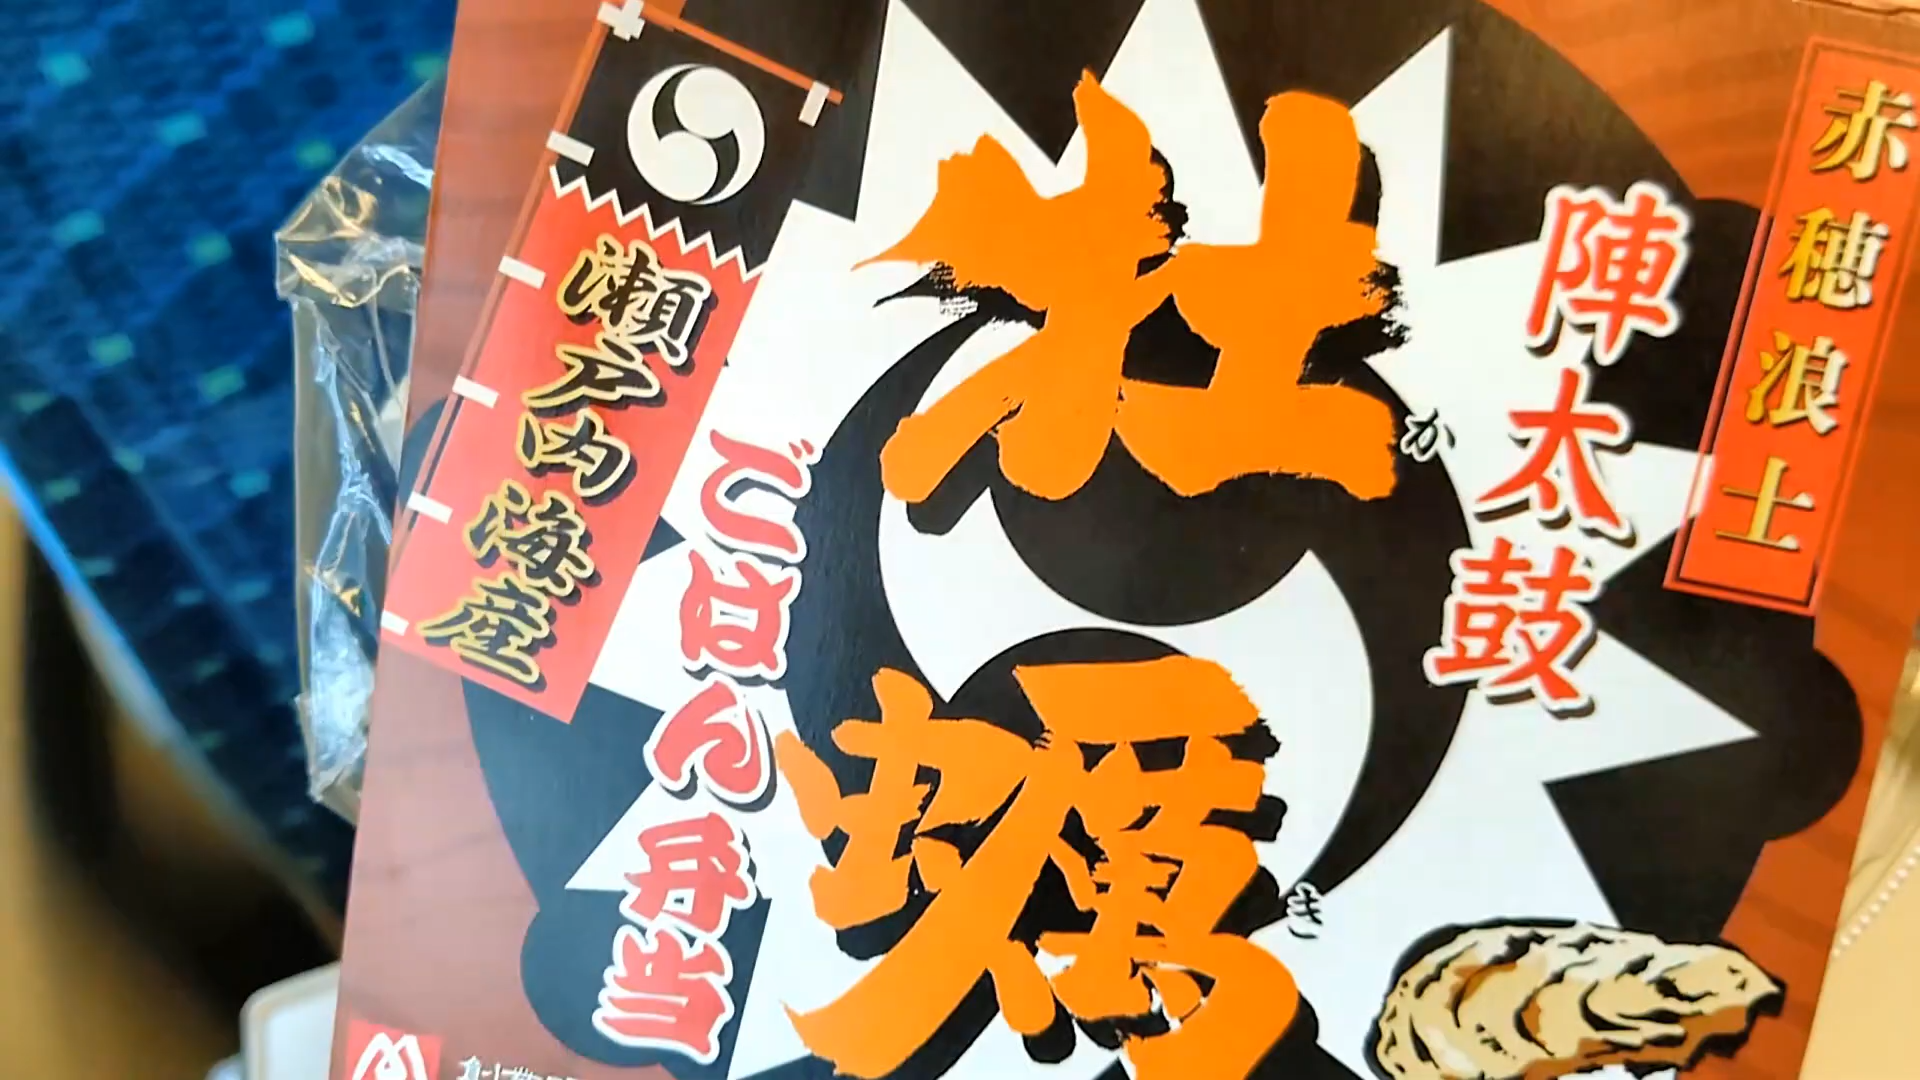 赤穂浪士
陣太鼓
牡蠣
かき
ごはん弁当
瀬戸内海産